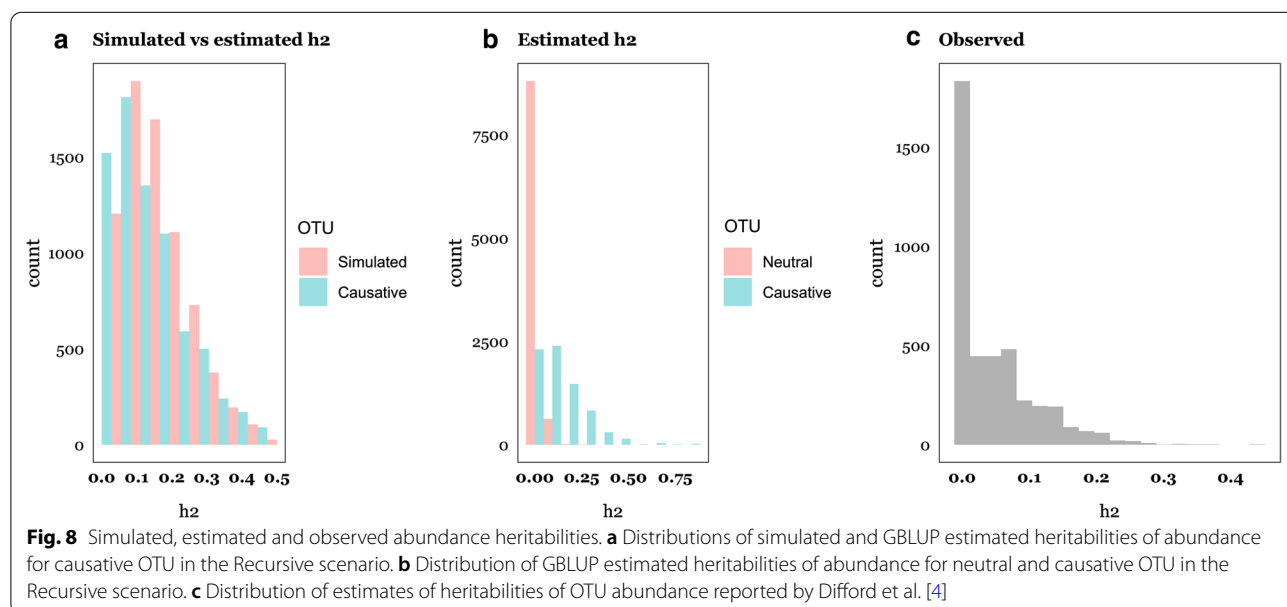 a Simulated vs estimated h2
1500
1000
500
0
count
0.0 0.1 0.2 0.3 0.5
h2
OTU
Simulated
Causative
b Estimated h2
7500
5000
2500
0
count
0.00 0.25 0.50 0.75
h2
OTU
Neutral
Causative
c Observed
1500
1000
500
0
count
0.0 0.1 0.2 0.3 0.4
h2
Fig. 8 Simulated, estimated and observed abundance heritabilities. a Distributions of simulated and GBLUP estimated heritabilities of abundance
for causative OTU in the Recursive scenario. b Distribution of GBLUP estimated heritabilities of abundance for neutral and causative OTU in the
Recursive scenario. c Distribution of estimates of heritabilities of OTU abundance reported by Difford et al. [4]